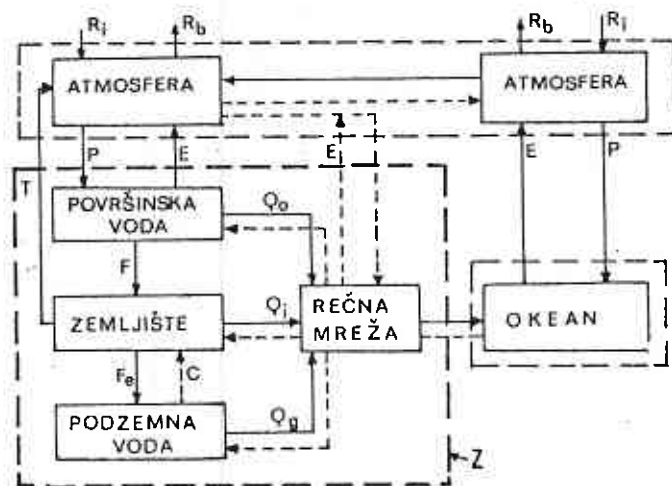 Ri Rb Rb Ri
ATMOSFERA ATMOSFERA
P E E E P
T
POVRŠINSKA
VODA
Qo
F
ZEMLJIŠTE
Qi
REČNA
MREŽA
OKEAN
Fe C
PODZEMNA
VODA
Qg
Z